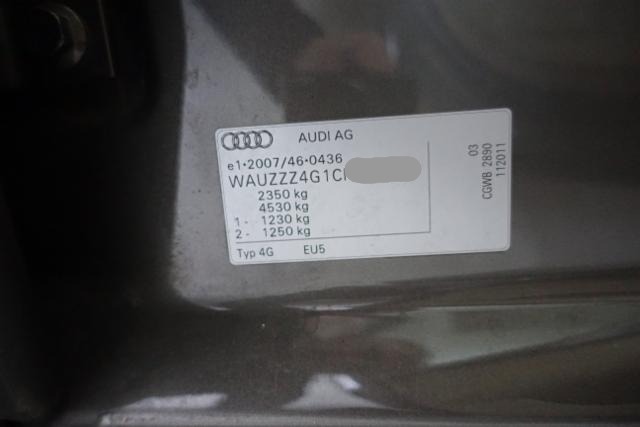 AUDI AG
e1*2007/46*0436
WAUZZZ4G1C
2350 kg
4530 kg
1 - 1230 kg
2 - 1250 kg
Typ 4G EU5
03
CGWB 2890
112011